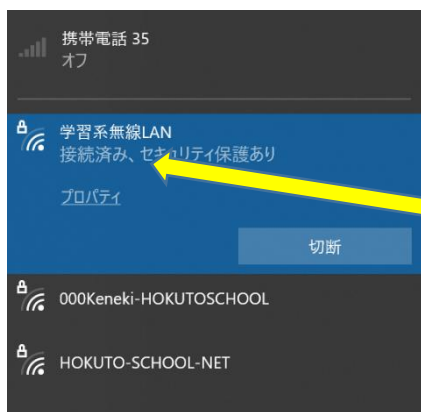 携帯電話 35
オフ
学習系無線LAN
接続済み、セキュリティ保護あり
プロパティ
切断
000Keneki-HOKUTOSCHOOL
HOKUTO-SCHOOL-NET